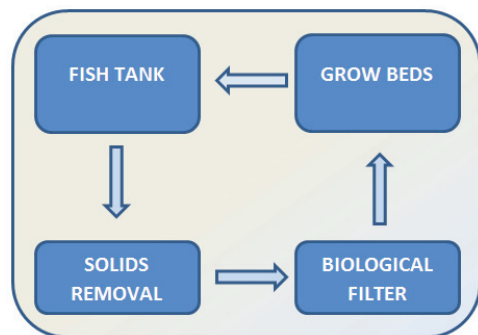 FISH TANK
GROW BEDS
SOLIDS
REMOVAL
BIOLOGICAL
FILTER